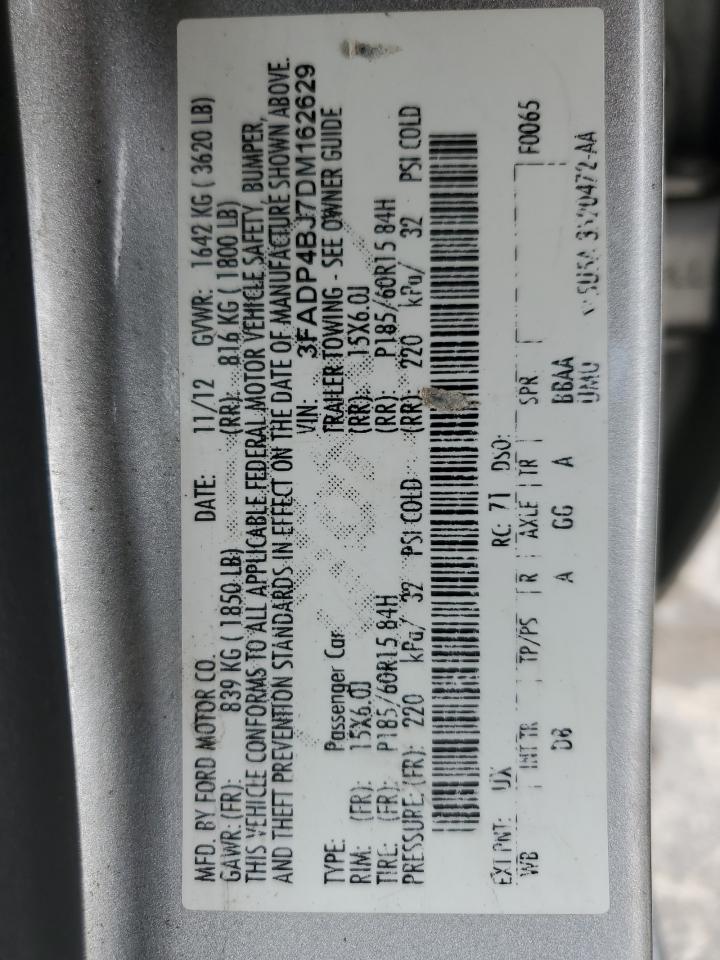 MFD. BY FORD MOTOR CO. DATE: 11/12 GVWR: 1642 KG ( 3620 LB)
GAWR: (FR): 839 KG ( 1850 LB) (RR): 816 KG ( 1800 LB)
THIS VEHICLE CONFORMS TO ALL APPLICABLE FEDERAL MOTOR VEHICLE SAFETY, BUMPER,
AND THEFT PREVENTION STANDARDS IN EFFECT ON THE DATE OF MANUFACTURE SHOWN ABOVE.
VIN: 3FADP4BJ7DM162629
TYPE: Passenger Car TRAILER TOWING - SEE OWNER GUIDE
RIM: (FR): 15X6.0J (RR): 15X6.0J
TIRE: (FR): P185/60R15 84H (RR): P185/60R15 84H
PRESSURE: (FR): 220 kPa/ 32 PSI COLD (RR): 220 kPa/ 32 PSI COLD
EXT PNT: UX RC: 71 DSO: F0065
WB INT TR TP/PS R AXLE TR SPR
DB A GG A BBAA
UMU